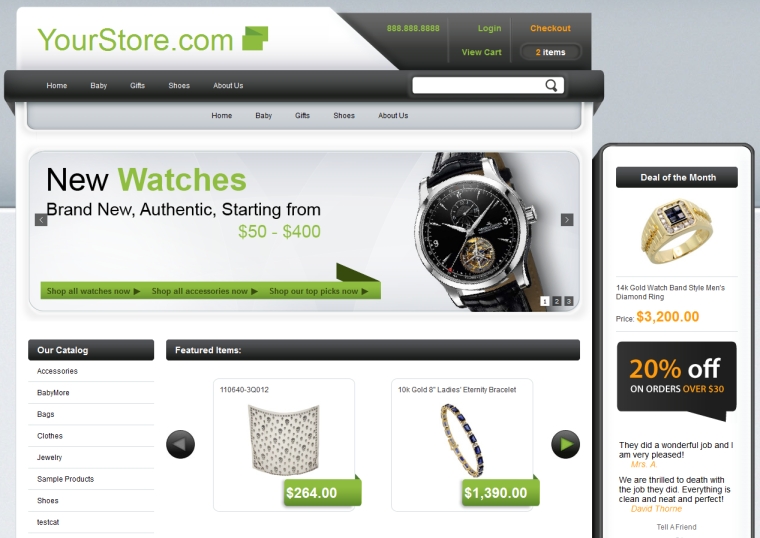 YourStore.com
888.888.8888
Login
Checkout
View Cart
2 items
Home Baby Gifts Shoes About Us
Home Baby Gifts Shoes About Us
New Watches
Brand New, Authentic, Starting from
$50 - $400
Shop all watches now
Shop all accessories now
Shop our top picks now
1 2 3
Our Catalog
Accessories
BabyMore
Bags
Clothes
Jewelry
Sample Products
Shoes
testcat
Featured Items:
110640-3Q012
$264.00
10k Gold 8" Ladies' Eternity Bracelet
$1,390.00
Deal of the Month
14k Gold Watch Band Style Men's
Diamond Ring
Price: $3,200.00
20% off
ON ORDERS OVER $30
They did a wonderful job and I
am very pleased!
Mrs. A.
We are thrilled to death with
the job they did. Everything is
clean and neat and perfect!
David Thorne
Tell A Friend